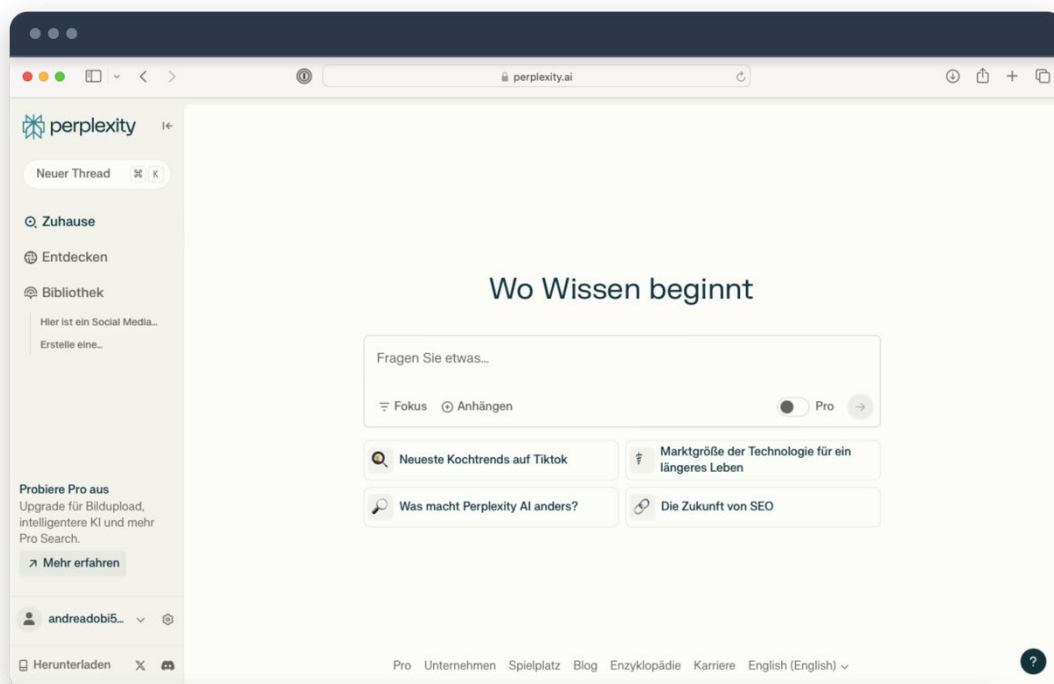 perplexity.ai
perplexity
Neuer Thread ⌘ K
Zuhause
Entdecken
Bibliothek
Hier ist ein Social Media…
Erstelle eine…
Wo Wissen beginnt
Fragen Sie etwas…
Fokus Anhängen
Pro
Neueste Kochtrends auf Tiktok
Marktgröße der Technologie für ein
längeres Leben
Was macht Perplexity AI anders?
Die Zukunft von SEO
Probiere Pro aus
Upgrade für Bildupload,
intelligentere KI und mehr
Pro Search.
Mehr erfahren
andreadobi5…
Herunterladen
Pro Unternehmen Spielplatz Blog Enzyklopädie Karriere English (English)
?